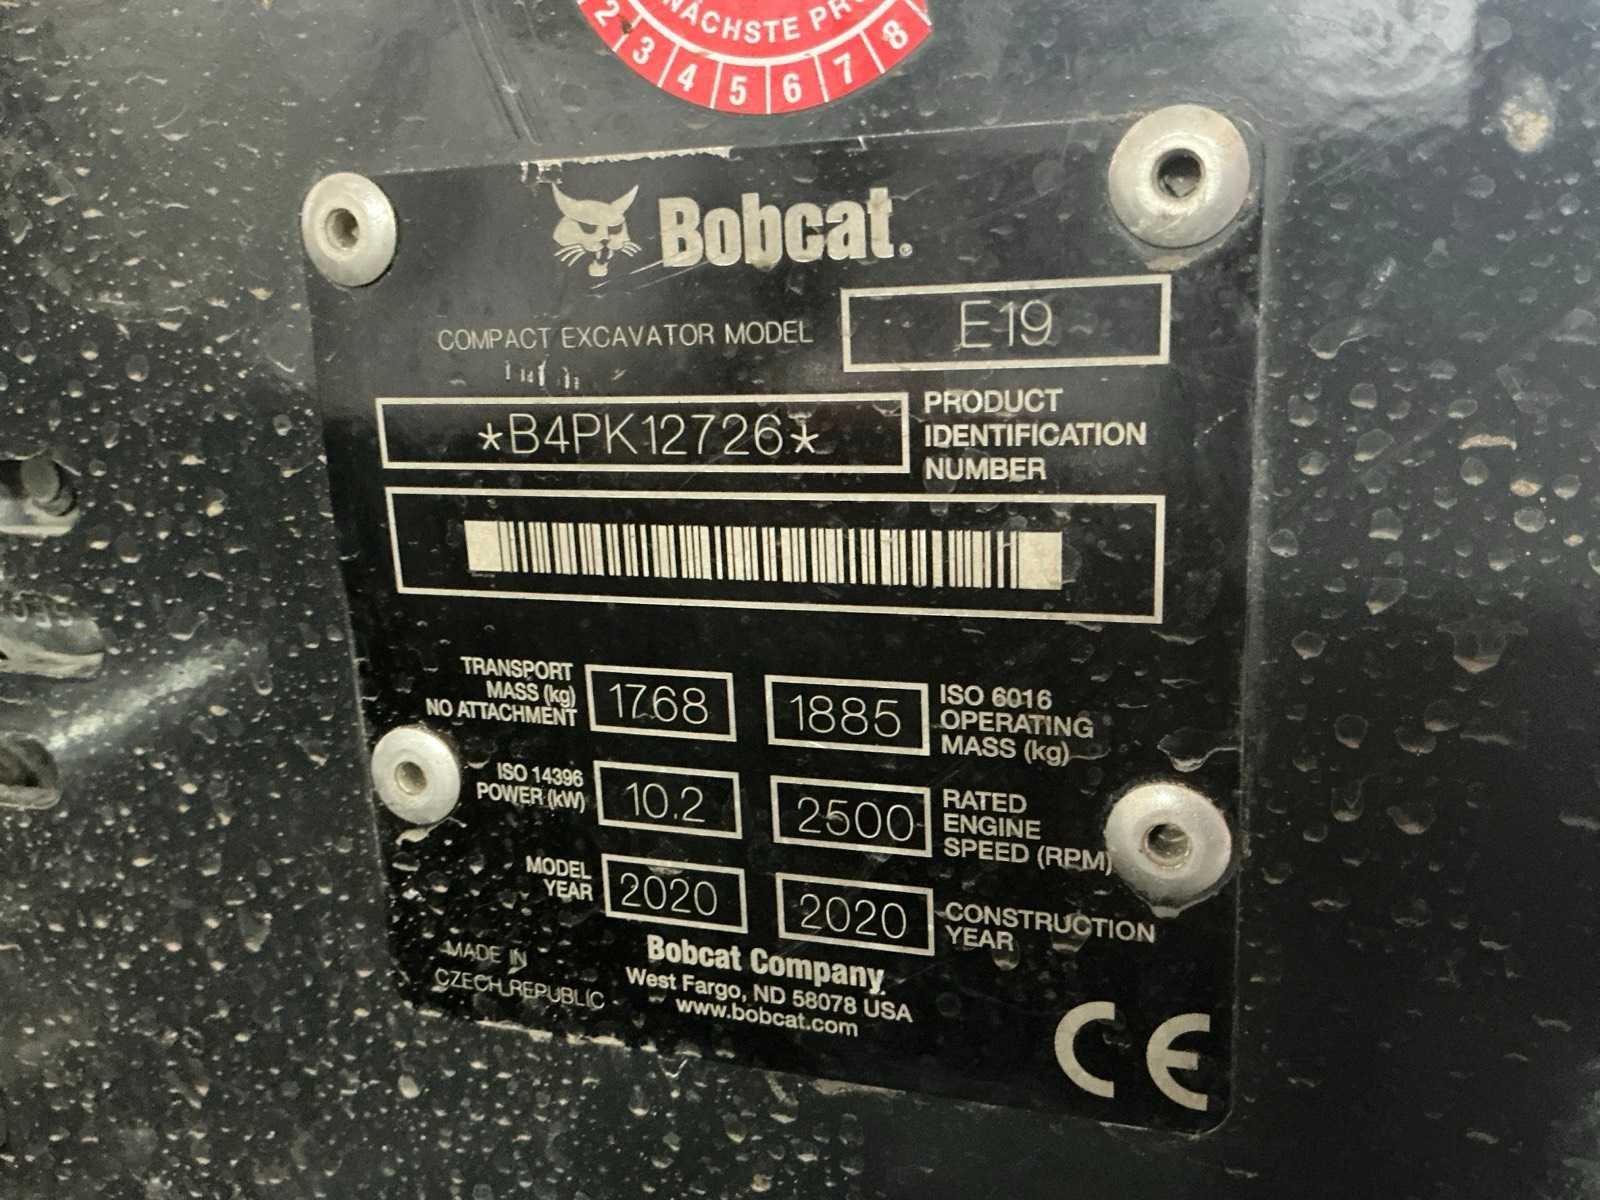 NÄCHSTE
2 3 4 5 6 7 8
Bobcat.
COMPACT EXCAVATOR MODEL
E19
*B4PK12726*
PRODUCT
IDENTIFICATION
NUMBER
TRANSPORT
MASS (kg)
NO ATTACHMENT
1768
1885
ISO 6016
OPERATING
MASS (kg)
ISO 14396
POWER (kW)
10.2
2500
RATED
ENGINE
SPEED (RPM)
MODEL
YEAR
2020
2020
CONSTRUCTION
YEAR
MADE IN
CZECH REPUBLIC
Bobcat Company
West Fargo, ND 58078 USA
www.bobcat.com
CE